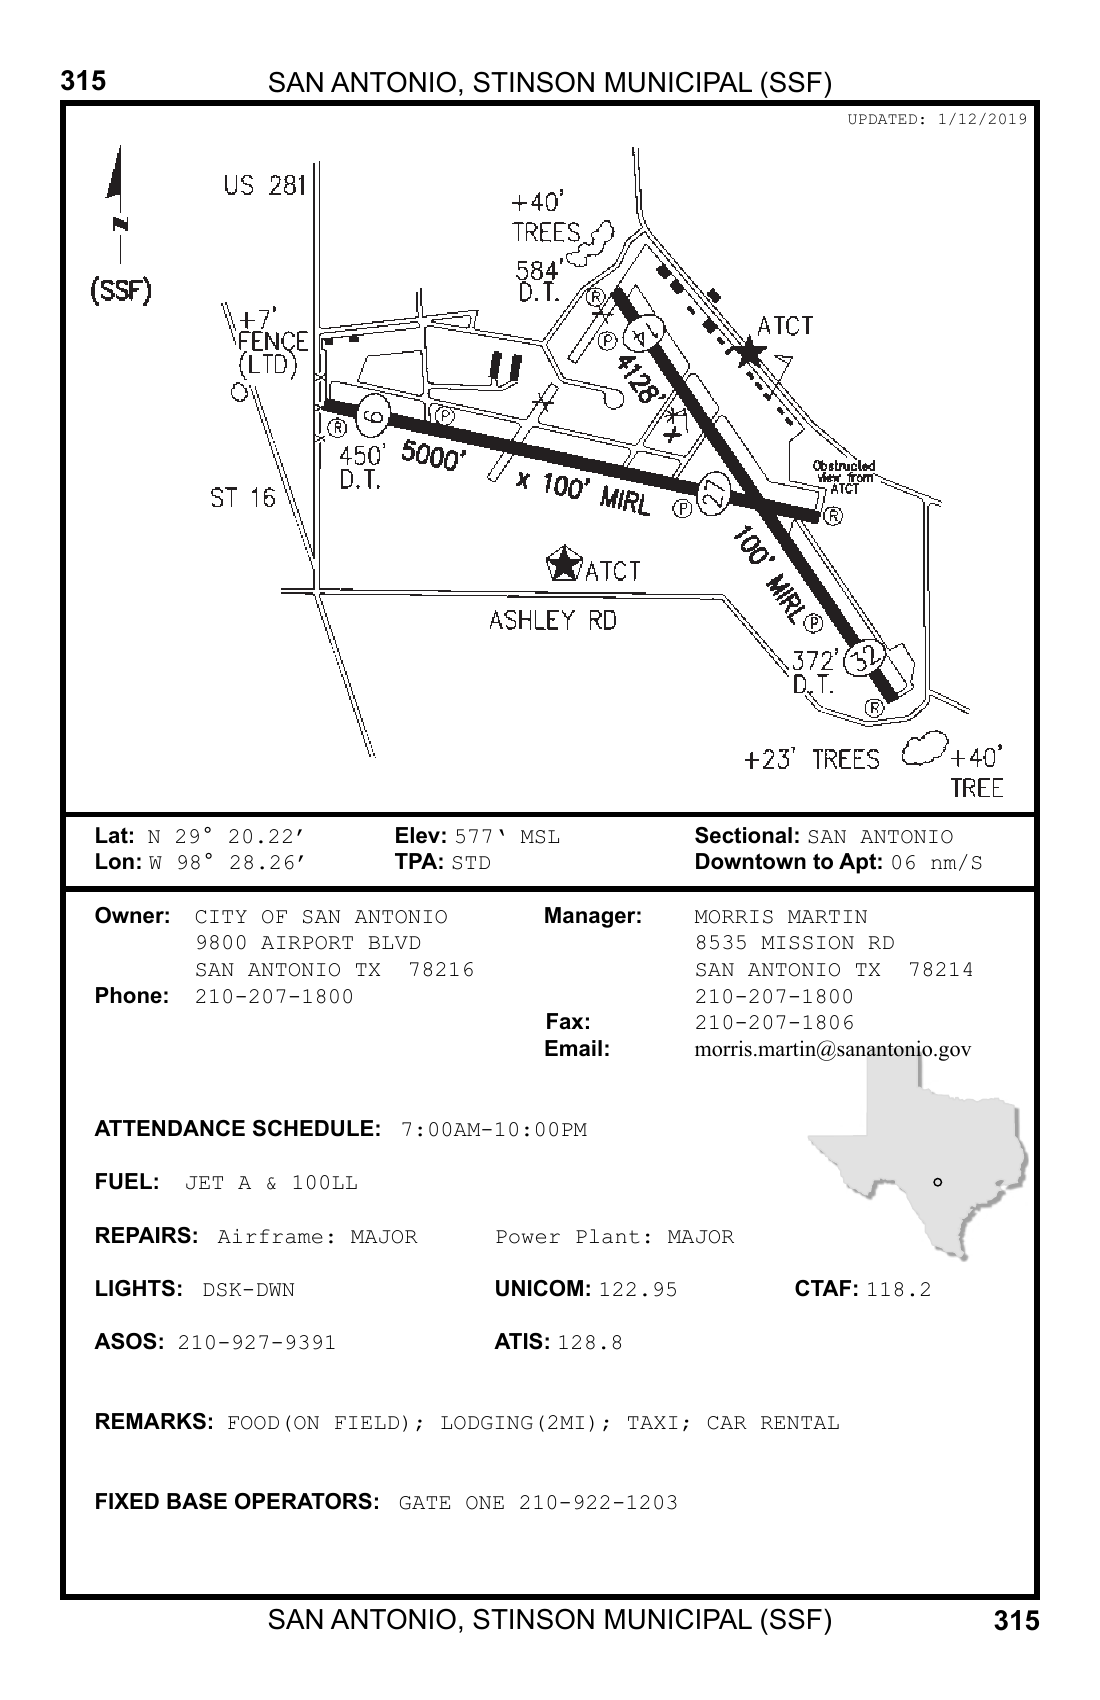 315
SAN ANTONIO, STINSON MUNICIPAL (SSF)
UPDATED: 1/12/2019
US 281
+40'
TREES
584'
D.T.
N
(SSF)
+7'
FENCE
(LTD)
R
P
14
ATCT
4128'
9
P
R
450'
D.T.
5000'
x 100' MIRL
27
P
Obstructed
view from
ATCT
R
ST 16
100' MIRL
ATCT
ASHLEY RD
P
372'
D.T.
32
R
+23' TREES
+40'
TREE
Lat: N 29° 20.22′ Elev: 577‘ MSL Sectional: SAN ANTONIO
Lon: W 98° 28.26′ TPA: STD Downtown to Apt: 06 nm/S
Owner: CITY OF SAN ANTONIO Manager: MORRIS MARTIN
9800 AIRPORT BLVD 8535 MISSION RD
SAN ANTONIO TX 78216 SAN ANTONIO TX 78214
Phone: 210-207-1800 210-207-1800
Fax: 210-207-1806
Email: morris.martin@sanantonio.gov
ATTENDANCE SCHEDULE: 7:00AM-10:00PM
FUEL: JET A & 100LL
REPAIRS: Airframe: MAJOR Power Plant: MAJOR
LIGHTS: DSK-DWN UNICOM: 122.95 CTAF: 118.2
ASOS: 210-927-9391 ATIS: 128.8
REMARKS: FOOD(ON FIELD); LODGING(2MI); TAXI; CAR RENTAL
FIXED BASE OPERATORS: GATE ONE 210-922-1203
SAN ANTONIO, STINSON MUNICIPAL (SSF)
315